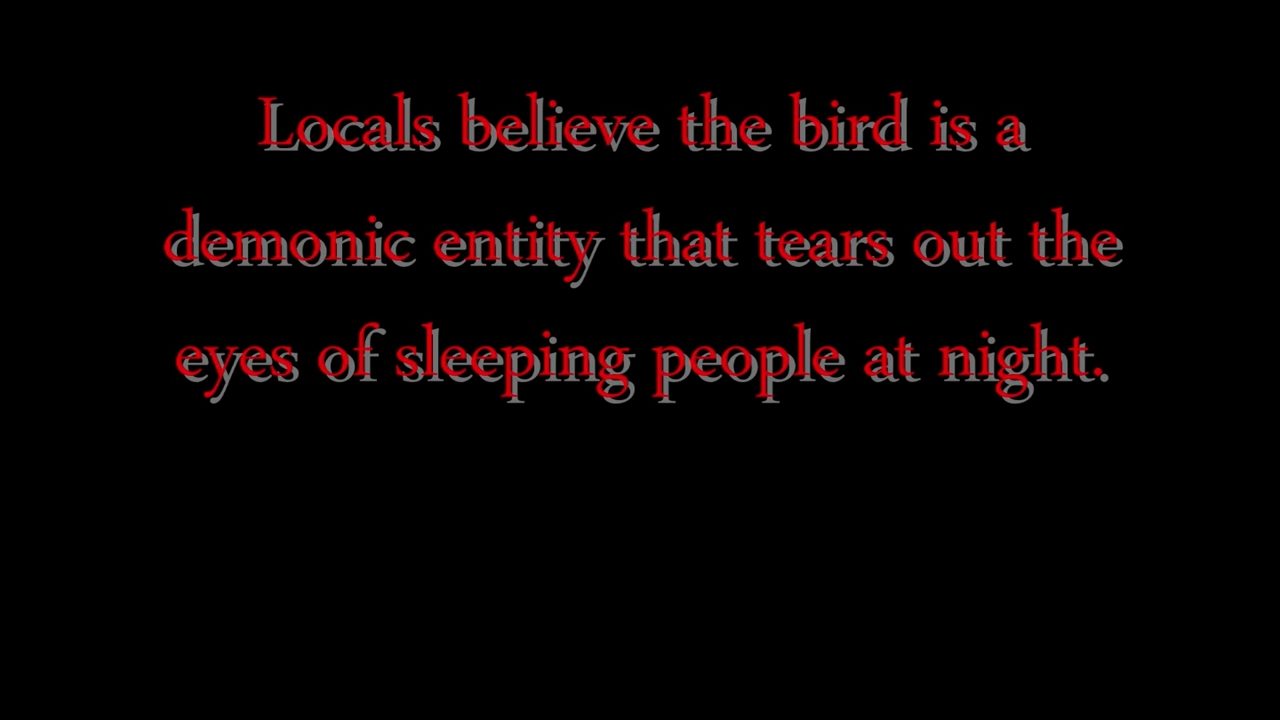 Locals believe the bird is a
demonic entity that tears out the
eyes of sleeping people at night.